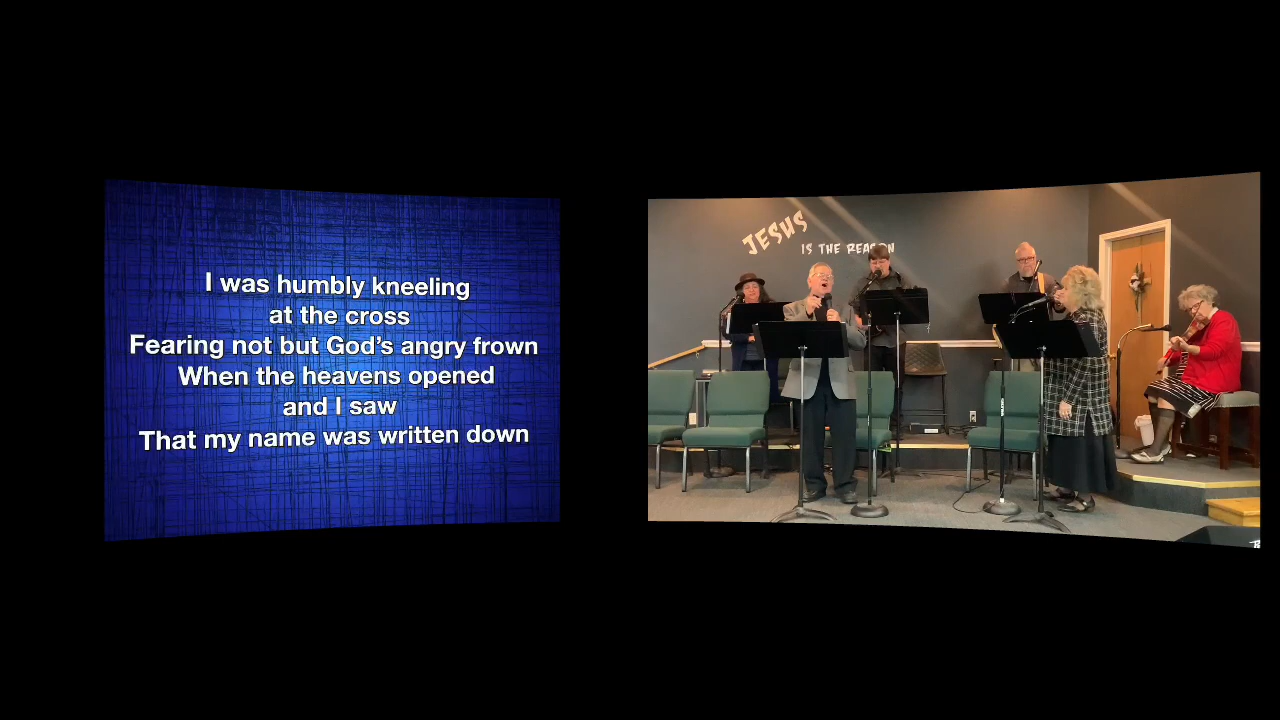 I was humbly kneeling
at the cross
Fearing not but God's angry frown
When the heavens opened
and I saw
That my name was written down
JESUS
IS THE REASON